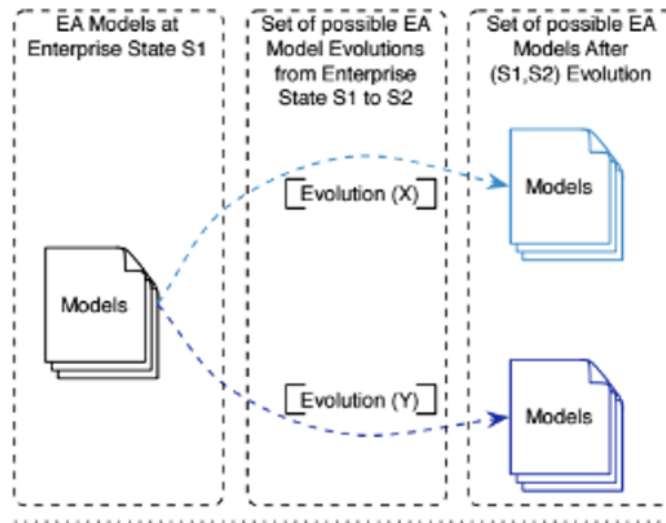 EA Models at
Enterprise State S1
Set of possible EA
Model Evolutions
from Enterprise
State S1 to S2
Set of possible EA
Models After
(S1,S2) Evolution
Evolution (X)
Models
Models
Evolution (Y)
Models